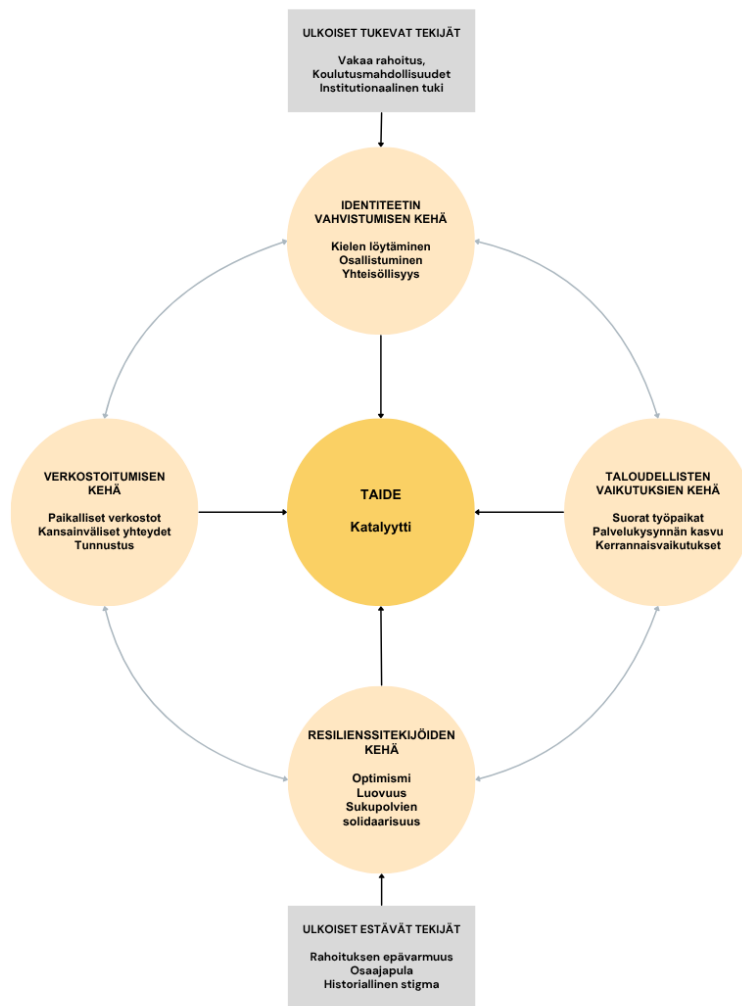 ULKOISET TUKEVAT TEKIJÄT
Vakaa rahoitus,
Koulutusmahdollisuudet
Institutionaalinen tuki
IDENTITEETIN
VAHVISTUMISEN KEHÄ
Kielen löytäminen
Osallistuminen
Yhteisöllisyys
VERKOSTOITUMISEN
KEHÄ
Paikalliset verkostot
Kansainväliset yhteydet
Tunnustus
TAIDE
Katalyytti
TALOUDELLISTEN
VAIKUTUKSIEN KEHÄ
Suorat työpaikat
Palvelukysynnän kasvu
Kerrannaisvaikutukset
RESILIENSSITEKIJÖIDEN
KEHÄ
Optimismi
Luovuus
Sukupolvien
solidaarisuus
ULKOISET ESTÄVÄT TEKIJÄT
Rahoituksen epävarmuus
Osaajapula
Historiallinen stigma